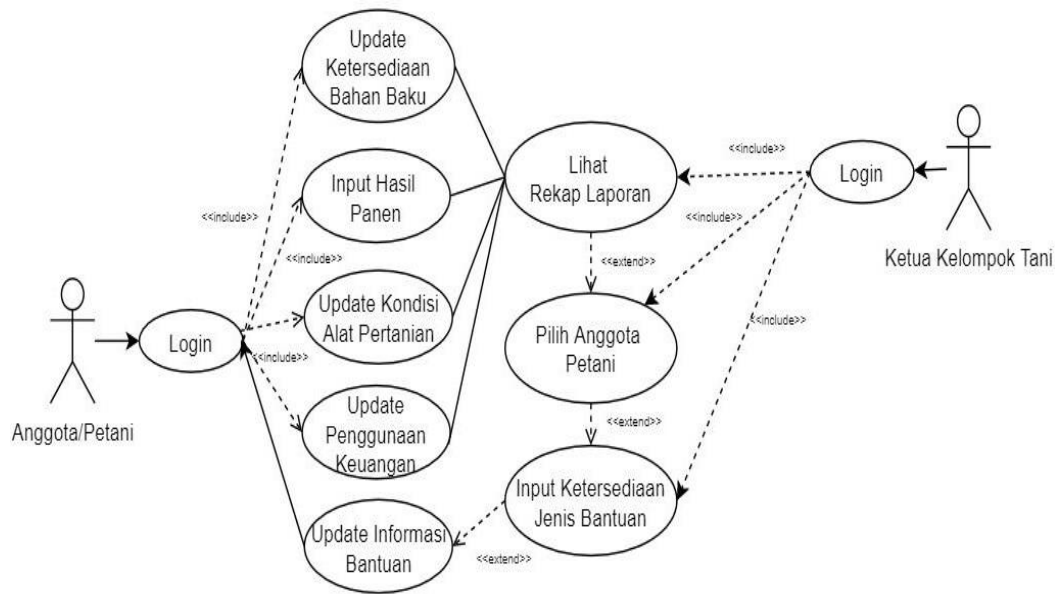 Update
Ketersediaan
Bahan Baku
Input Hasil
Panen
<<include>>
<<include>>
Update Kondisi
Alat Pertanian
Login
<<include>>
Anggota/Petani
Update
Penggunaan
Keuangan
Update Informasi
Bantuan
Lihat
Rekap Laporan
<<include>>
Login
<<include>>
Ketua Kelompok Tani
<<extend>>
<<include>>
Pilih Anggota
Petani
<<extend>>
Input Ketersediaan
Jenis Bantuan
<<extend>>